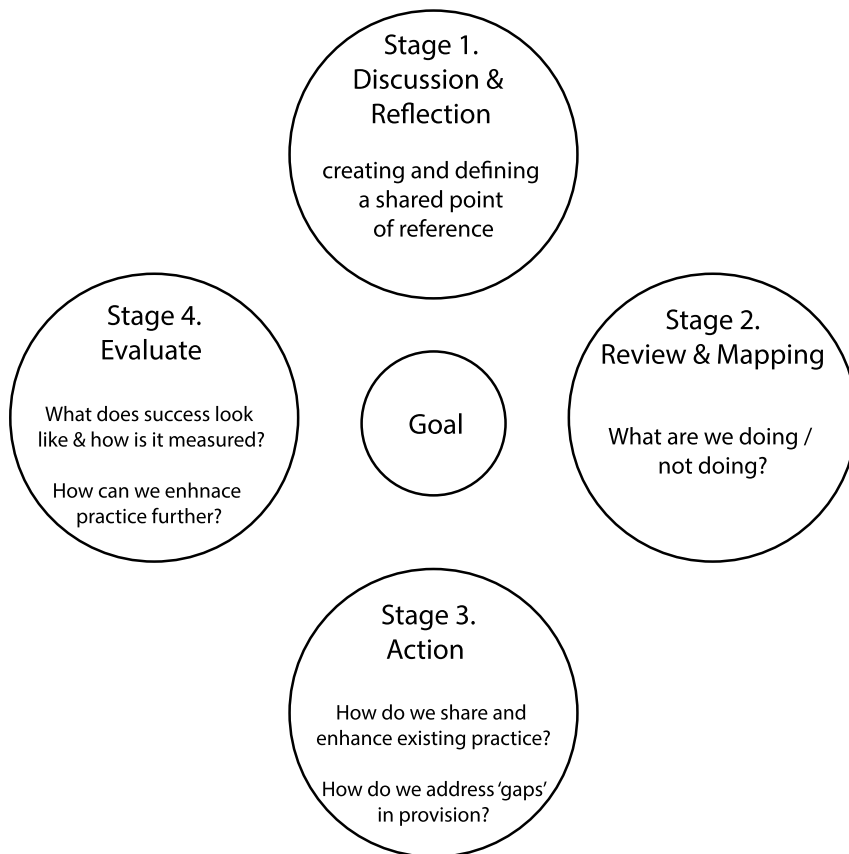 Stage 1.
Discussion &
Reflection
creating and defining
a shared point
of reference
Stage 4.
Evaluate
What does success look
like & how is it measured?
How can we enhnace
practice further?
Goal
Stage 2.
Review & Mapping
What are we doing /
not doing?
Stage 3.
Action
How do we share and
enhance existing practice?
How do we address ‘gaps’
in provision?